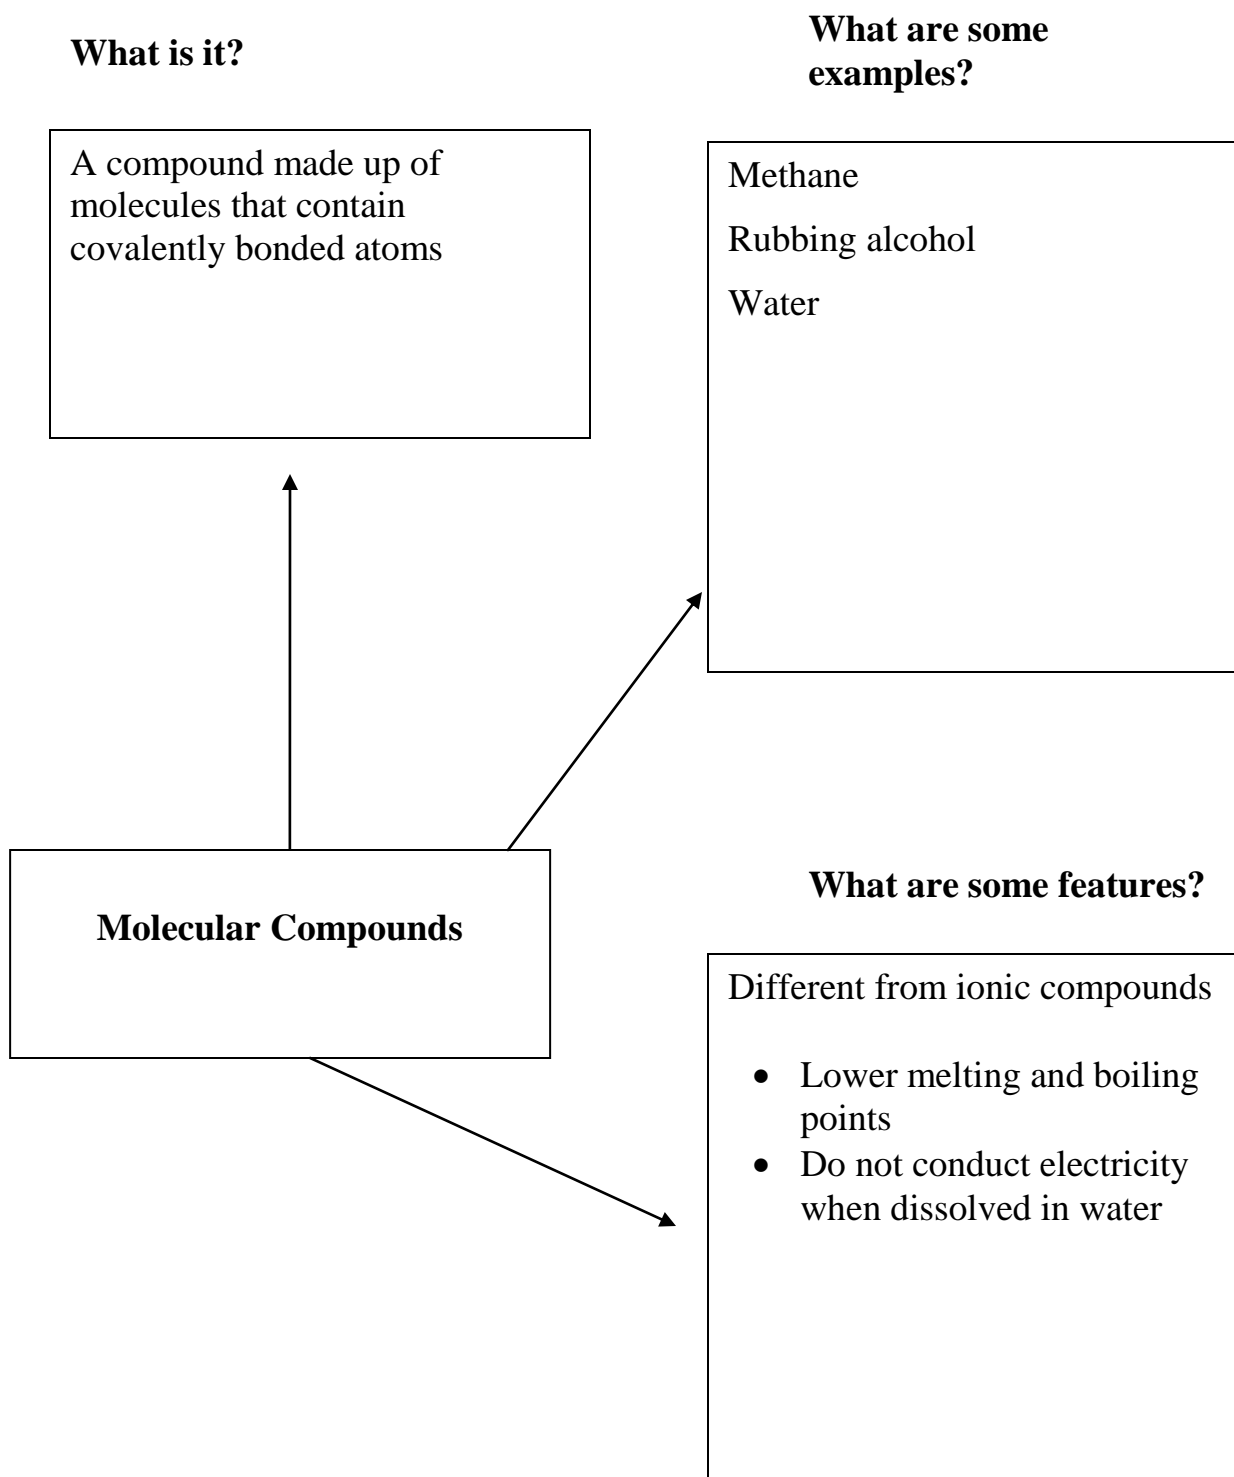 What is it?
A compound made up of
molecules that contain
covalently bonded atoms
What are some
examples?
Methane
Rubbing alcohol
Water
Molecular Compounds
What are some features?
Different from ionic compounds
• Lower melting and boiling
points
• Do not conduct electricity
when dissolved in water